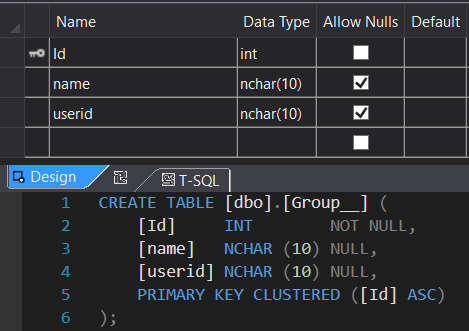 Name Data Type Allow Nulls Default
Id int
name nchar(10)
userid nchar(10)
Design T-SQL
1 CREATE TABLE [dbo].[Group__] (
2 [Id] INT NOT NULL,
3 [name] NCHAR (10) NULL,
4 [userid] NCHAR (10) NULL,
5 PRIMARY KEY CLUSTERED ([Id] ASC)
6 );